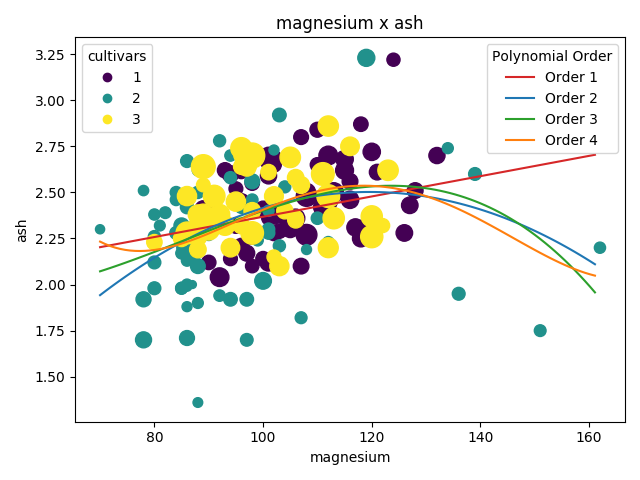 magnesium x ash
cultivars
1
2
3
Polynomial Order
Order 1
Order 2
Order 3
Order 4
ash
3.25
3.00
2.75
2.50
2.25
2.00
1.75
1.50
80 100 120 140 160
magnesium